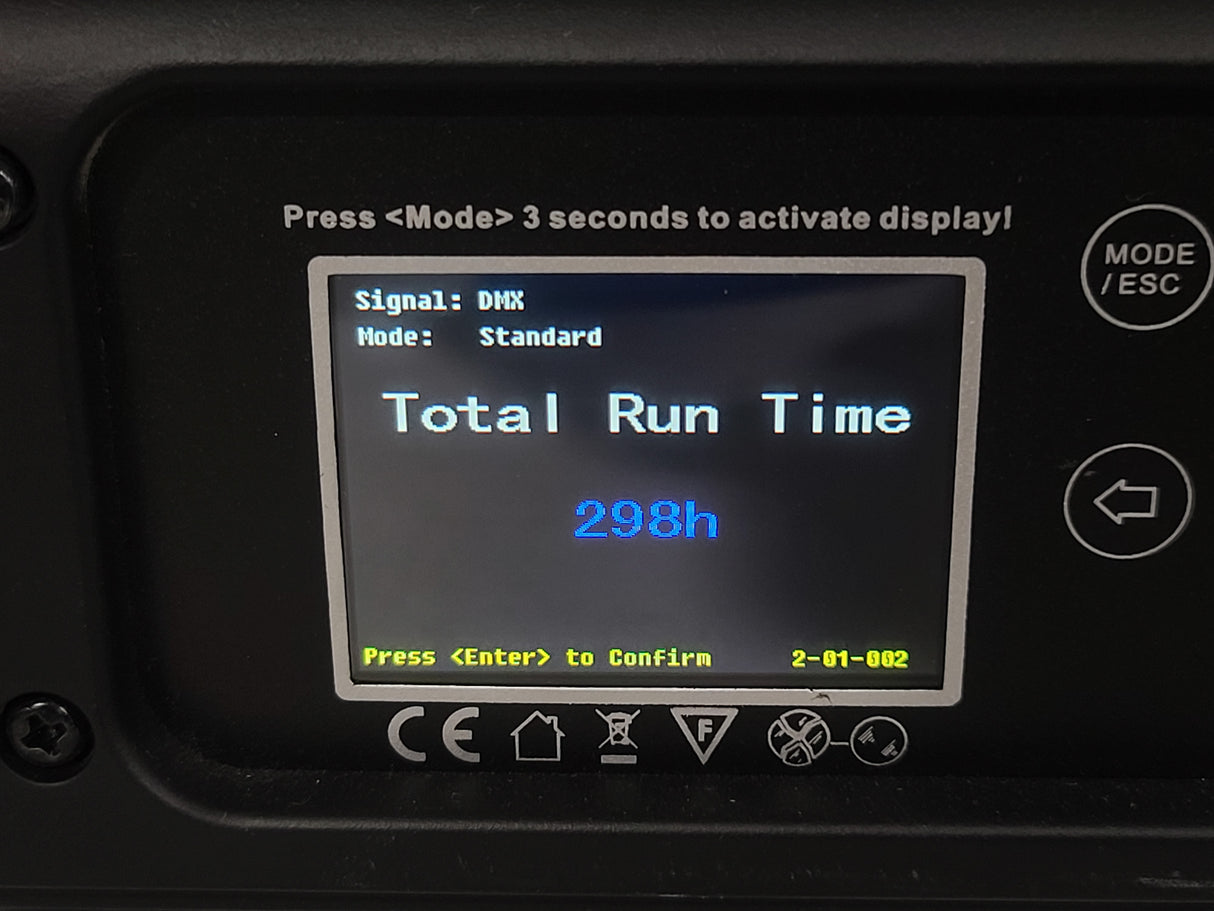 Press <Mode> 3 seconds to activate display!
MODE
/ESC
Signal: DMX
Mode: Standard
Total Run Time
298h
Press <Enter> to Confirm 2-01-002
CE
F